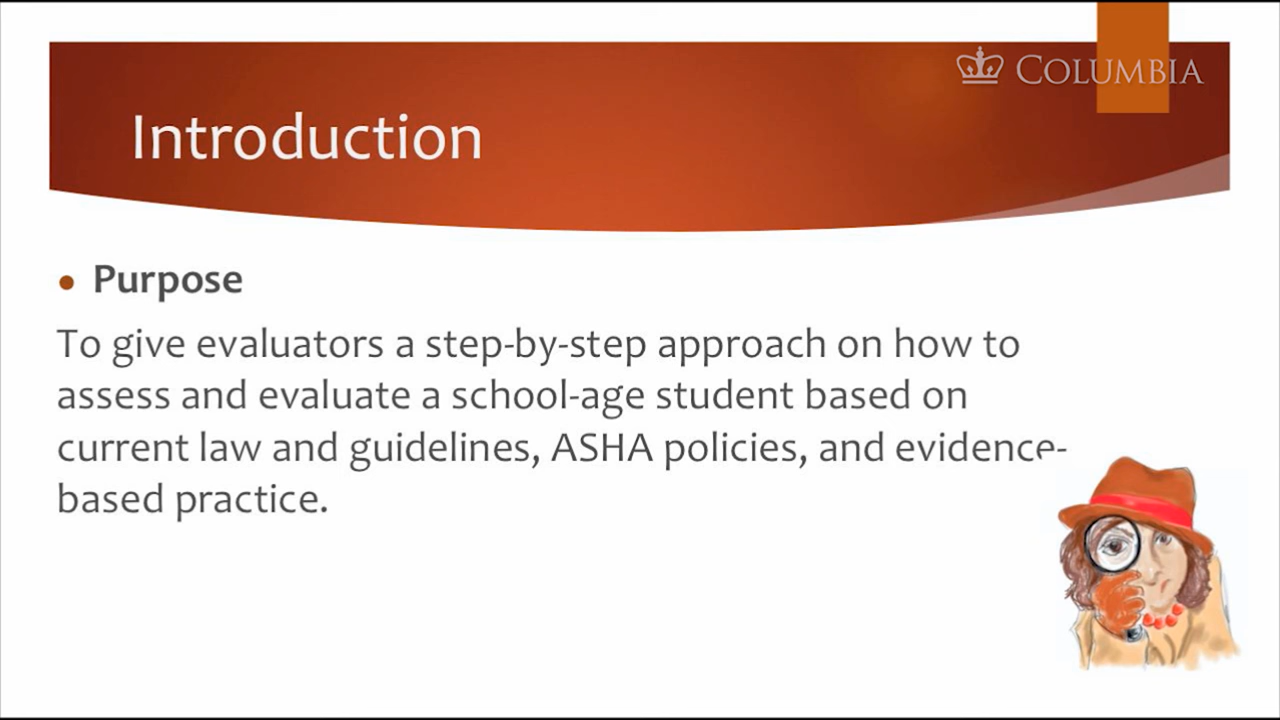 COLUMBIA
Introduction
• Purpose
To give evaluators a step-by-step approach on how to
assess and evaluate a school-age student based on
current law and guidelines, ASHA policies, and evidence-
based practice.